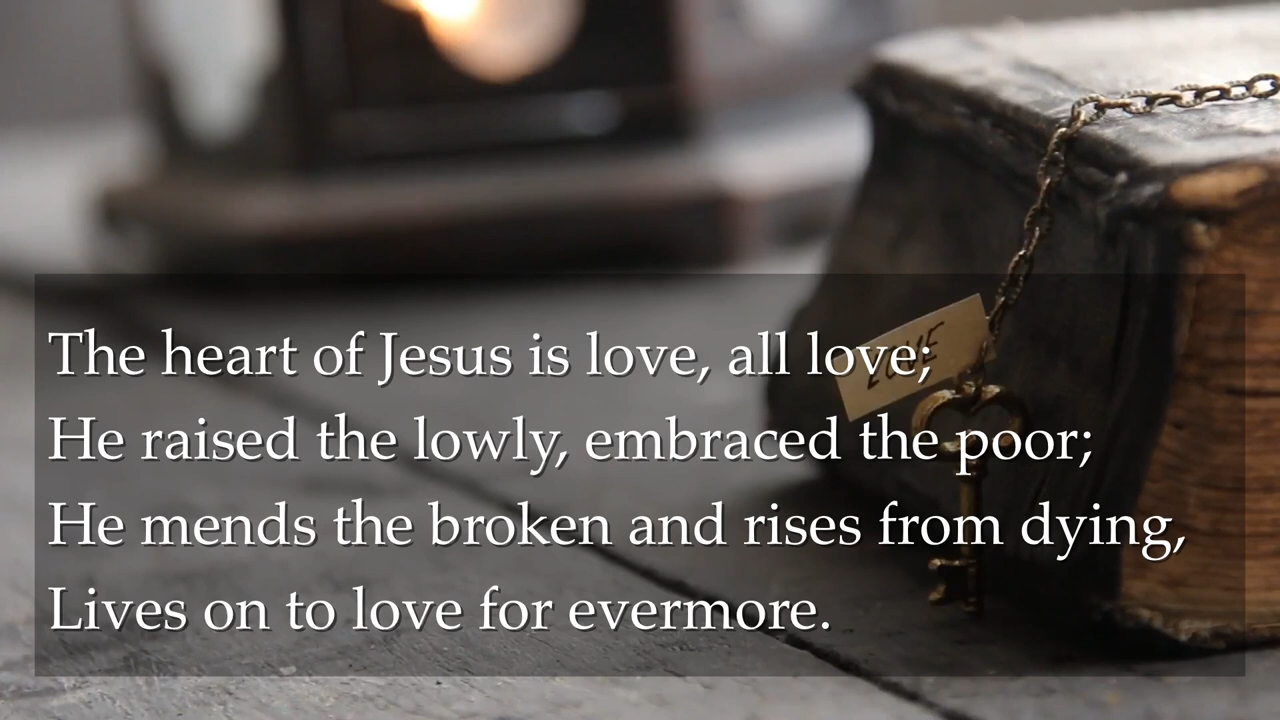 The heart of Jesus is love, all love;
He raised the lowly, embraced the poor;
He mends the broken and rises from dying,
Lives on to love for evermore.
LOVE